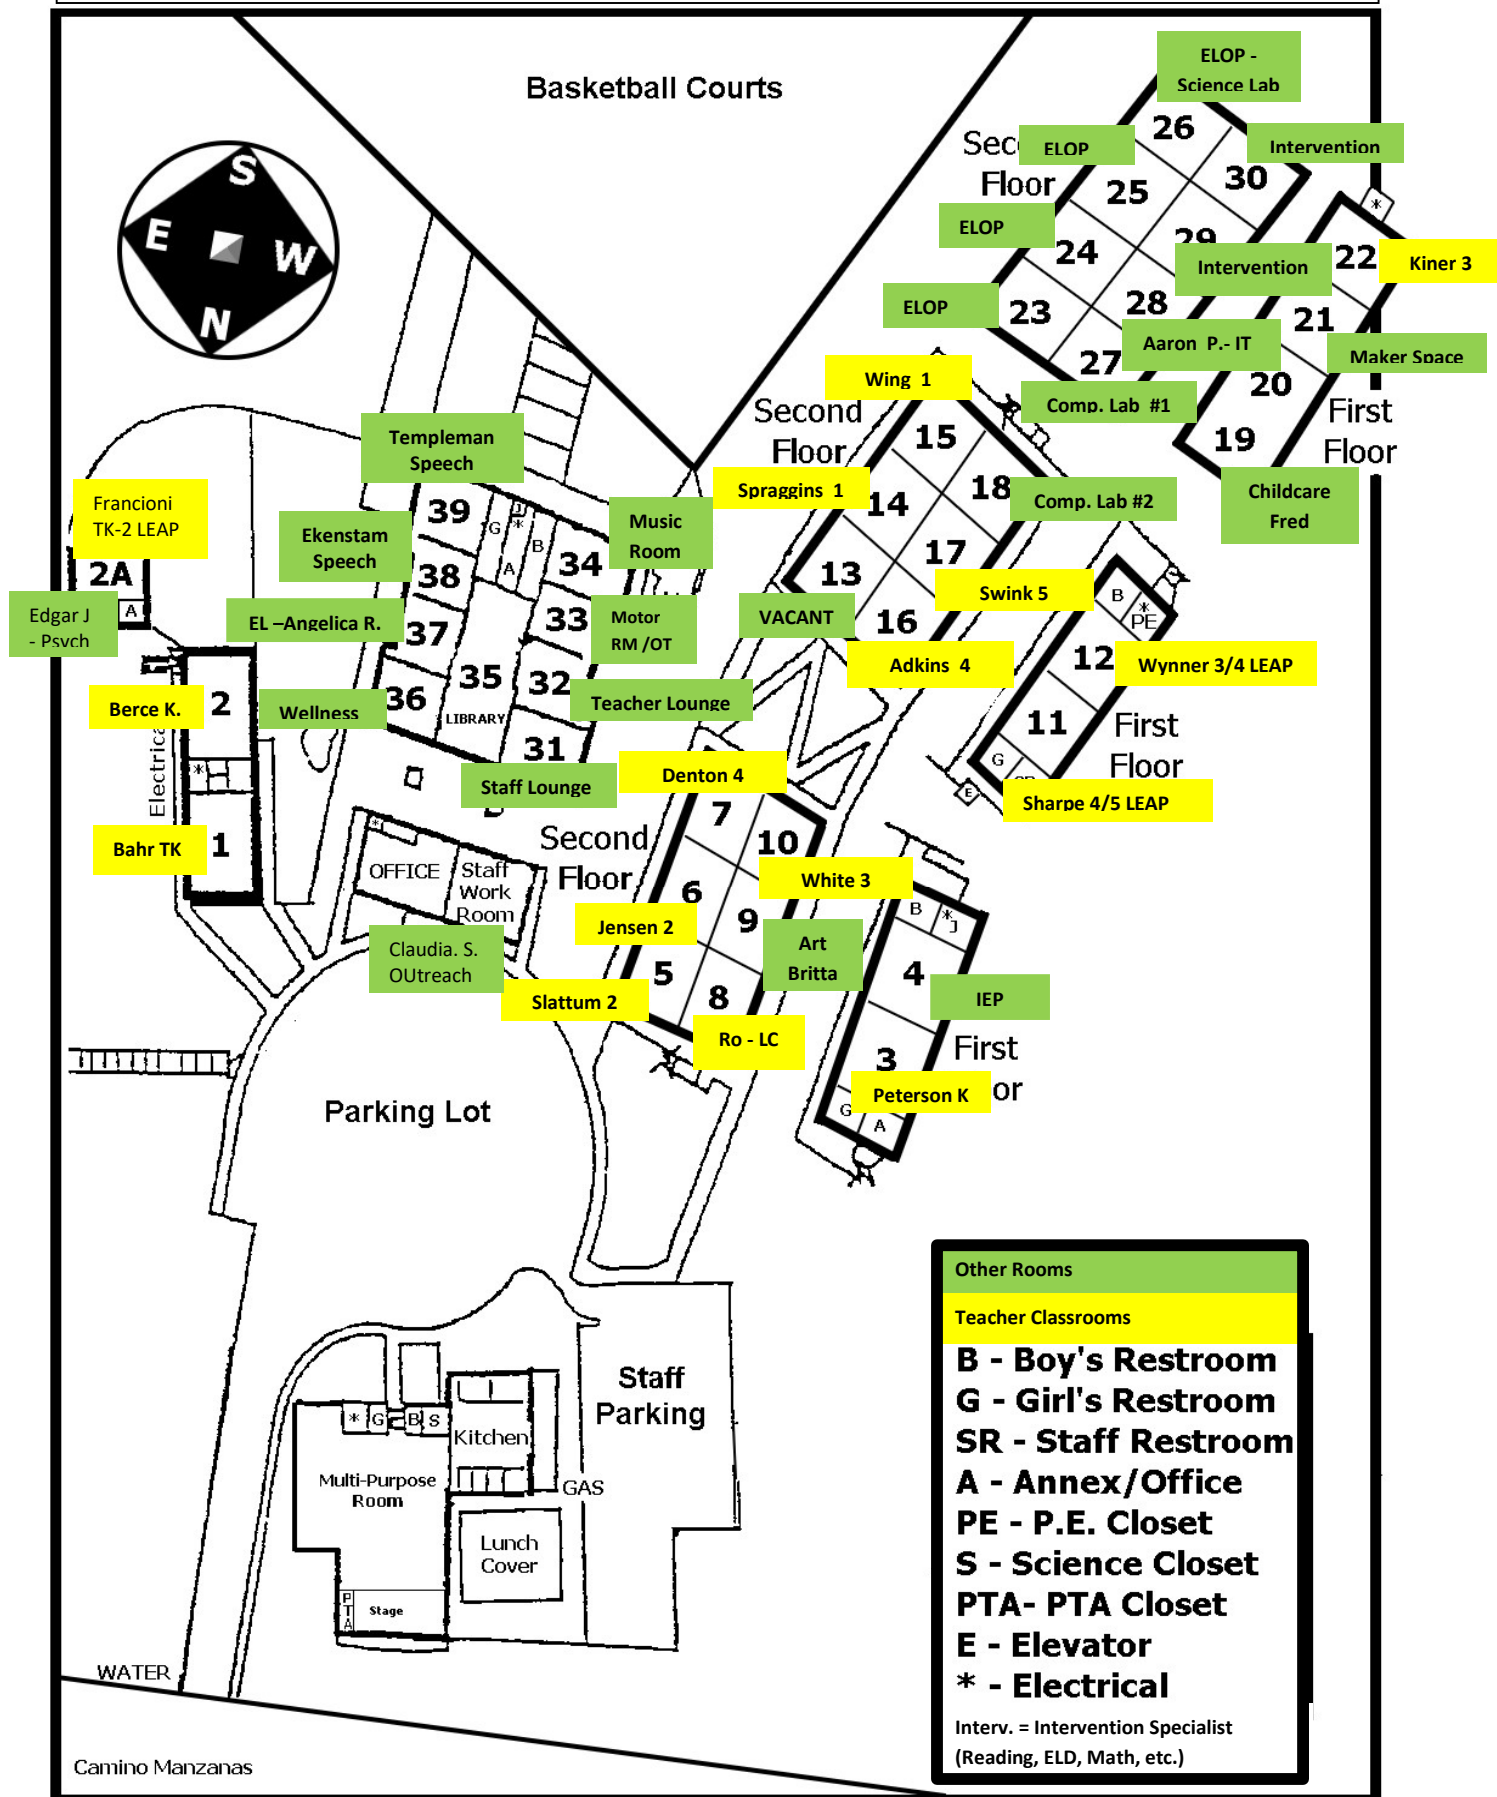 Basketball Courts
ELOP -
Science Lab
S
E
W
N
Second
Floor
ELOP
26
Intervention
25
30
*
ELOP
24
29
Intervention
22
Kiner 3
ELOP
23
28
21
Aaron P.- IT
Maker Space
27
20
Comp. Lab #1
First
Floor
19
Childcare
Fred
Wing 1
Second
Floor
15
Spraggins 1
14
18
Comp. Lab #2
17
13
Swink 5
VACANT
16
Adkins 4
B
*
PE
12
Wynner 3/4 LEAP
11
First
Floor
G
SR
E
Sharpe 4/5 LEAP
Templeman
Speech
Francioni
TK-2 LEAP
39
G
J
*
B
A
Music
Room
Ekenstam
Speech
34
38
2A
A
Edgar J
- Psych
EL –Angelica R.
37
33
Motor
RM /OT
Berce K.
2
Wellness
36
35
LIBRARY
32
Teacher Lounge
31
Staff Lounge
Electrical
*
Bahr TK
1
*
OFFICE
Staff
Work
Room
Claudia. S.
OUtreach
Denton 4
7
10
Second
Floor
White 3
6
9
Jensen 2
Art
Britta
5
8
Slattum 2
Ro - LC
B
*
J
4
IEP
First
or
3
Peterson K
G
A
Parking Lot
Staff
Parking
*
G
B
S
Kitchen
Multi-Purpose
Room
GAS
Lunch
Cover
P
T
A
Stage
WATER
Camino Manzanas
Other Rooms
Teacher Classrooms
B - Boy's Restroom
G - Girl's Restroom
SR - Staff Restroom
A - Annex/Office
PE - P.E. Closet
S - Science Closet
PTA- PTA Closet
E - Elevator
* - Electrical
Interv. = Intervention Specialist
(Reading, ELD, Math, etc.)